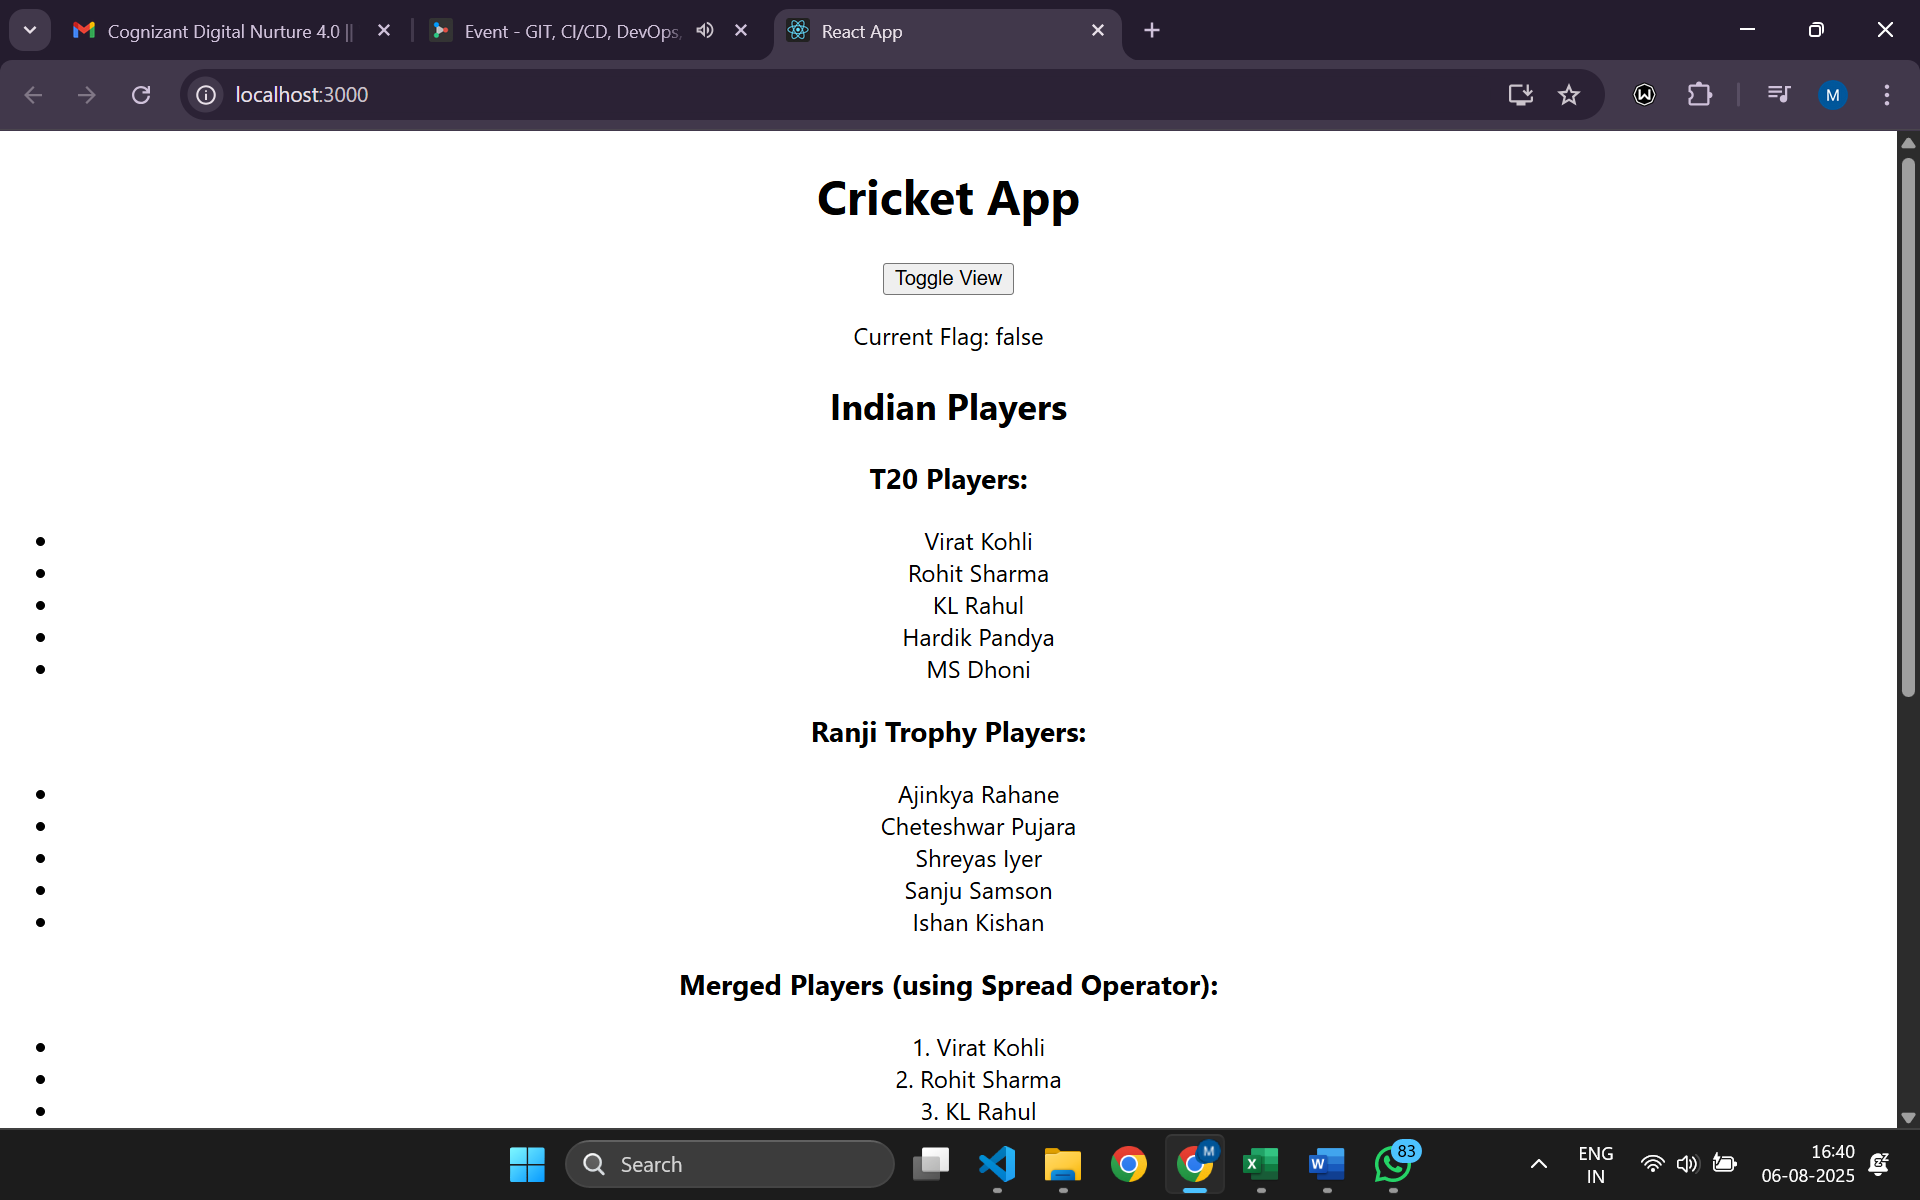 Cognizant Digital Nurture 4.0 ||
Event - GIT, CI/CD, DevOps,
React App
localhost:3000
M
Cricket App
Toggle View
Current Flag: false
Indian Players
T20 Players:
Virat Kohli
Rohit Sharma
KL Rahul
Hardik Pandya
MS Dhoni
Ranji Trophy Players:
Ajinkya Rahane
Cheteshwar Pujara
Shreyas Iyer
Sanju Samson
Ishan Kishan
Merged Players (using Spread Operator):
1. Virat Kohli
2. Rohit Sharma
3. KL Rahul
Search
M
83
ENG
IN
16:40
06-08-2025